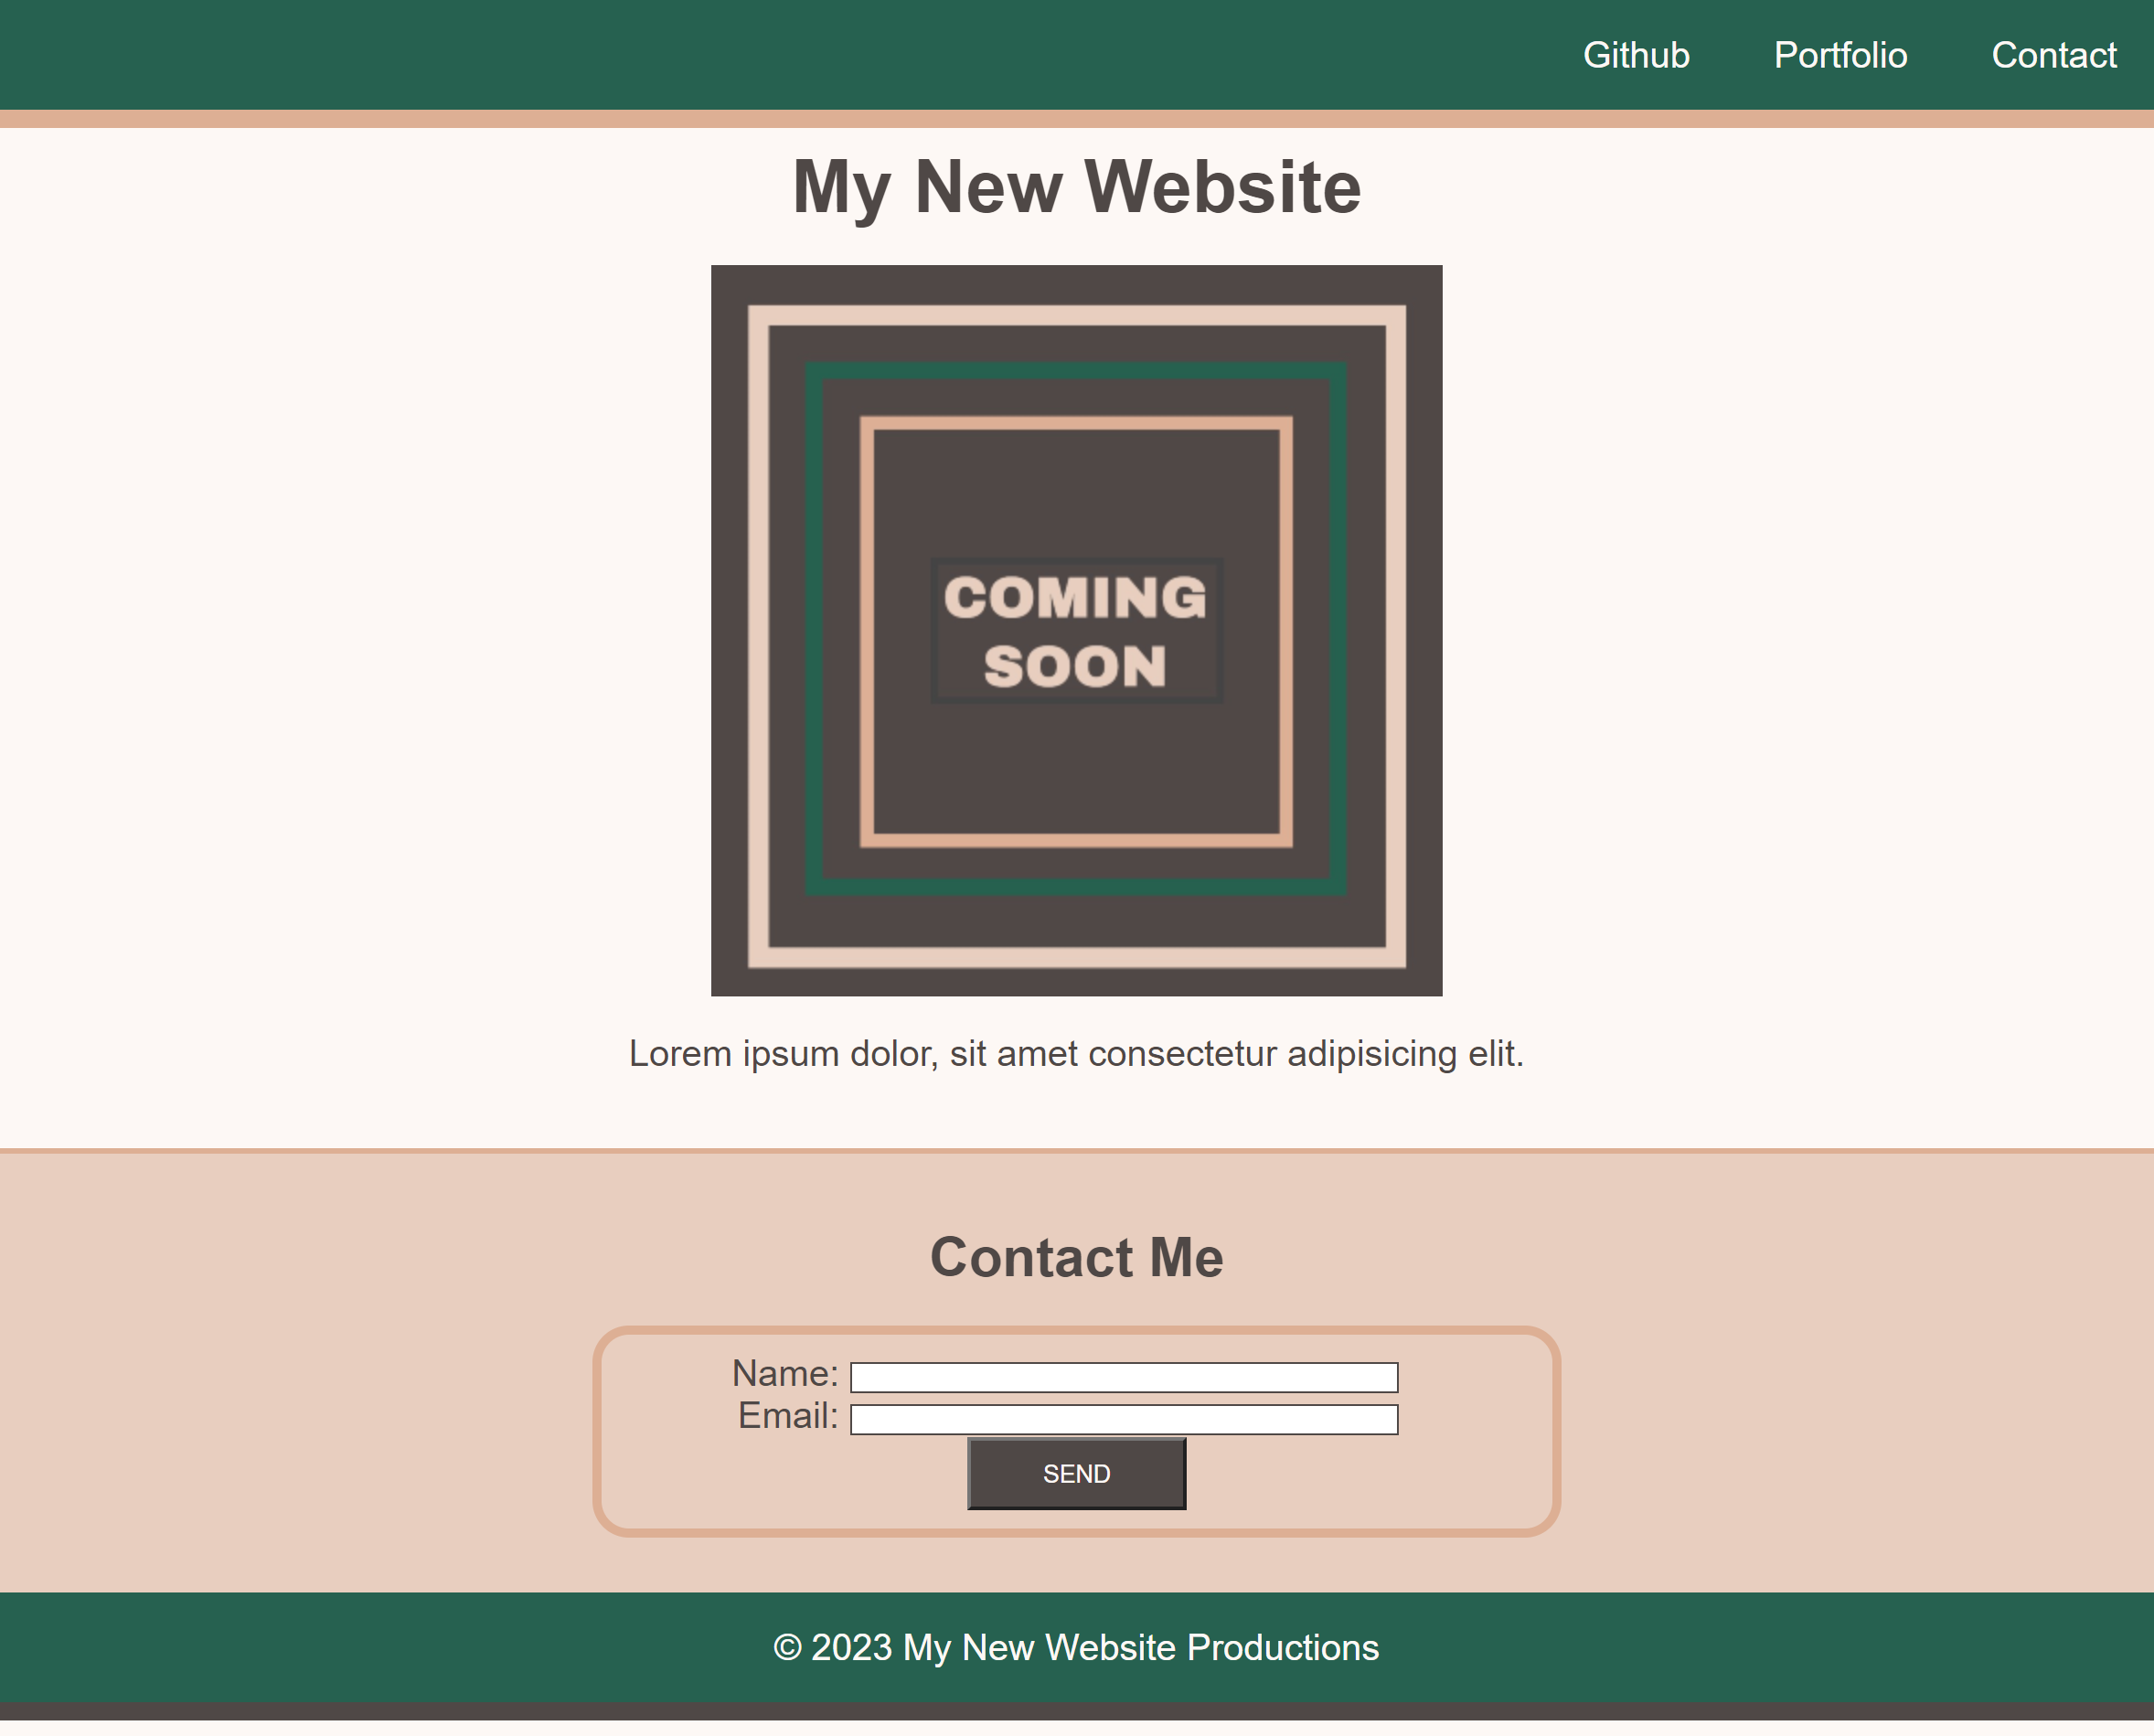 Github Portfolio Contact
My New Website
COMING
SOON
Lorem ipsum dolor, sit amet consectetur adipisicing elit.
Contact Me
Name:
Email:
SEND
© 2023 My New Website Productions